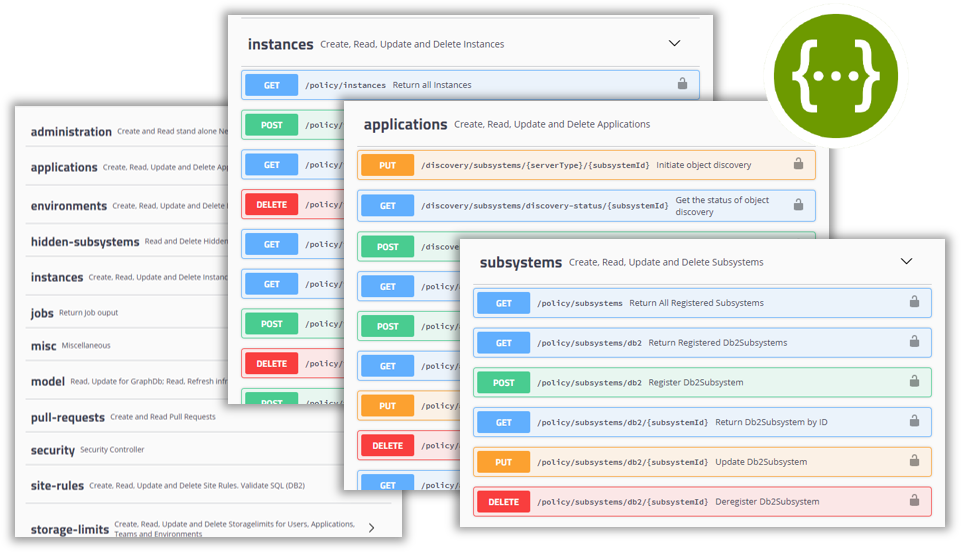 administration Create and Read stand alone Ne
applications Create, Read, Update and Delete App
environments Create, Read, Update and Delete
hidden-subsystems Read and Delete Hidden
instances Create, Read, Update and Delete Instanc
jobs Return Job ouput
misc Miscellaneous
model Read, Update for GraphDb; Read, Refresh Infr
pull-requests Create and Read Pull Requests
security Security Controller
site-rules Create, Read, Update and Delete Site Rules. Validate SQL (DB2)
storage-limits Create, Read, Update and Delete Storagelimits for Users, Applications,
Teams and Environments
instances Create, Read, Update and Delete Instances
GET /policy/instances Return all Instances
POST /policy/
GET /policy/
DELETE /policy/
GET /policy/
GET /policy/
POST /policy/
DELETE /policy/
POST /policy/
applications Create, Read, Update and Delete Applications
PUT /discovery/subsystems/{serverType}/{subsystemId} Initiate object discovery
GET /discovery/subsystems/discovery-status/{subsystemId} Get the status of object
discovery
POST /discove
GET /policy/
POST /policy/
GET /policy/
PUT /policy/
DELETE /policy/
GET /policy/
subsystems Create, Read, Update and Delete Subsystems
GET /policy/subsystems Return All Registered Subsystems
GET /policy/subsystems/db2 Return Registered Db2Subsystems
POST /policy/subsystems/db2 Register Db2Subsystem
GET /policy/subsystems/db2/{subsystemId} Return Db2System by ID
PUT /policy/subsystems/db2/{subsystemId} Update Db2Subsystem
DELETE /policy/subsystems/db2/{subsystemId} Deregister Db2Subsystem
{...}